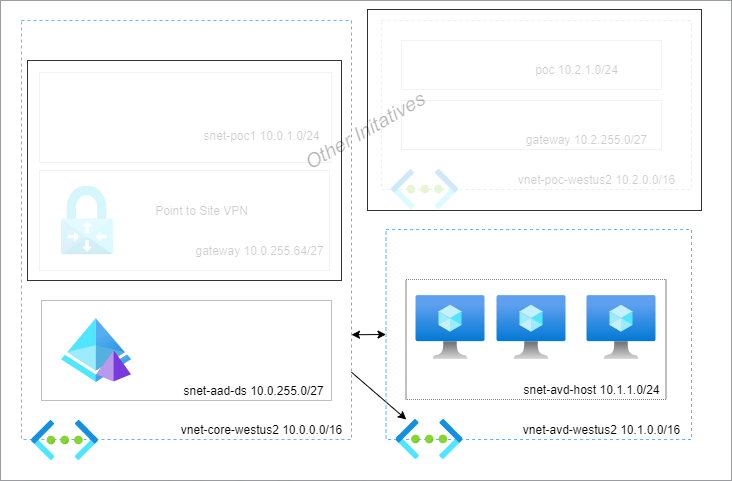 snet-poc1 10.0.1.0/24
Point to Site VPN
gateway 10.0.255.64/27
snet-aad-ds 10.0.255.0/27
vnet-core-westus2 10.0.0.0/16
Other Initatives
poc 10.2.1.0/24
gateway 10.2.255.0/27
vnet-poc-westus2 10.2.0.0/16
snet-avd-host 10.1.1.0/24
vnet-avd-westus2 10.1.0.0/16